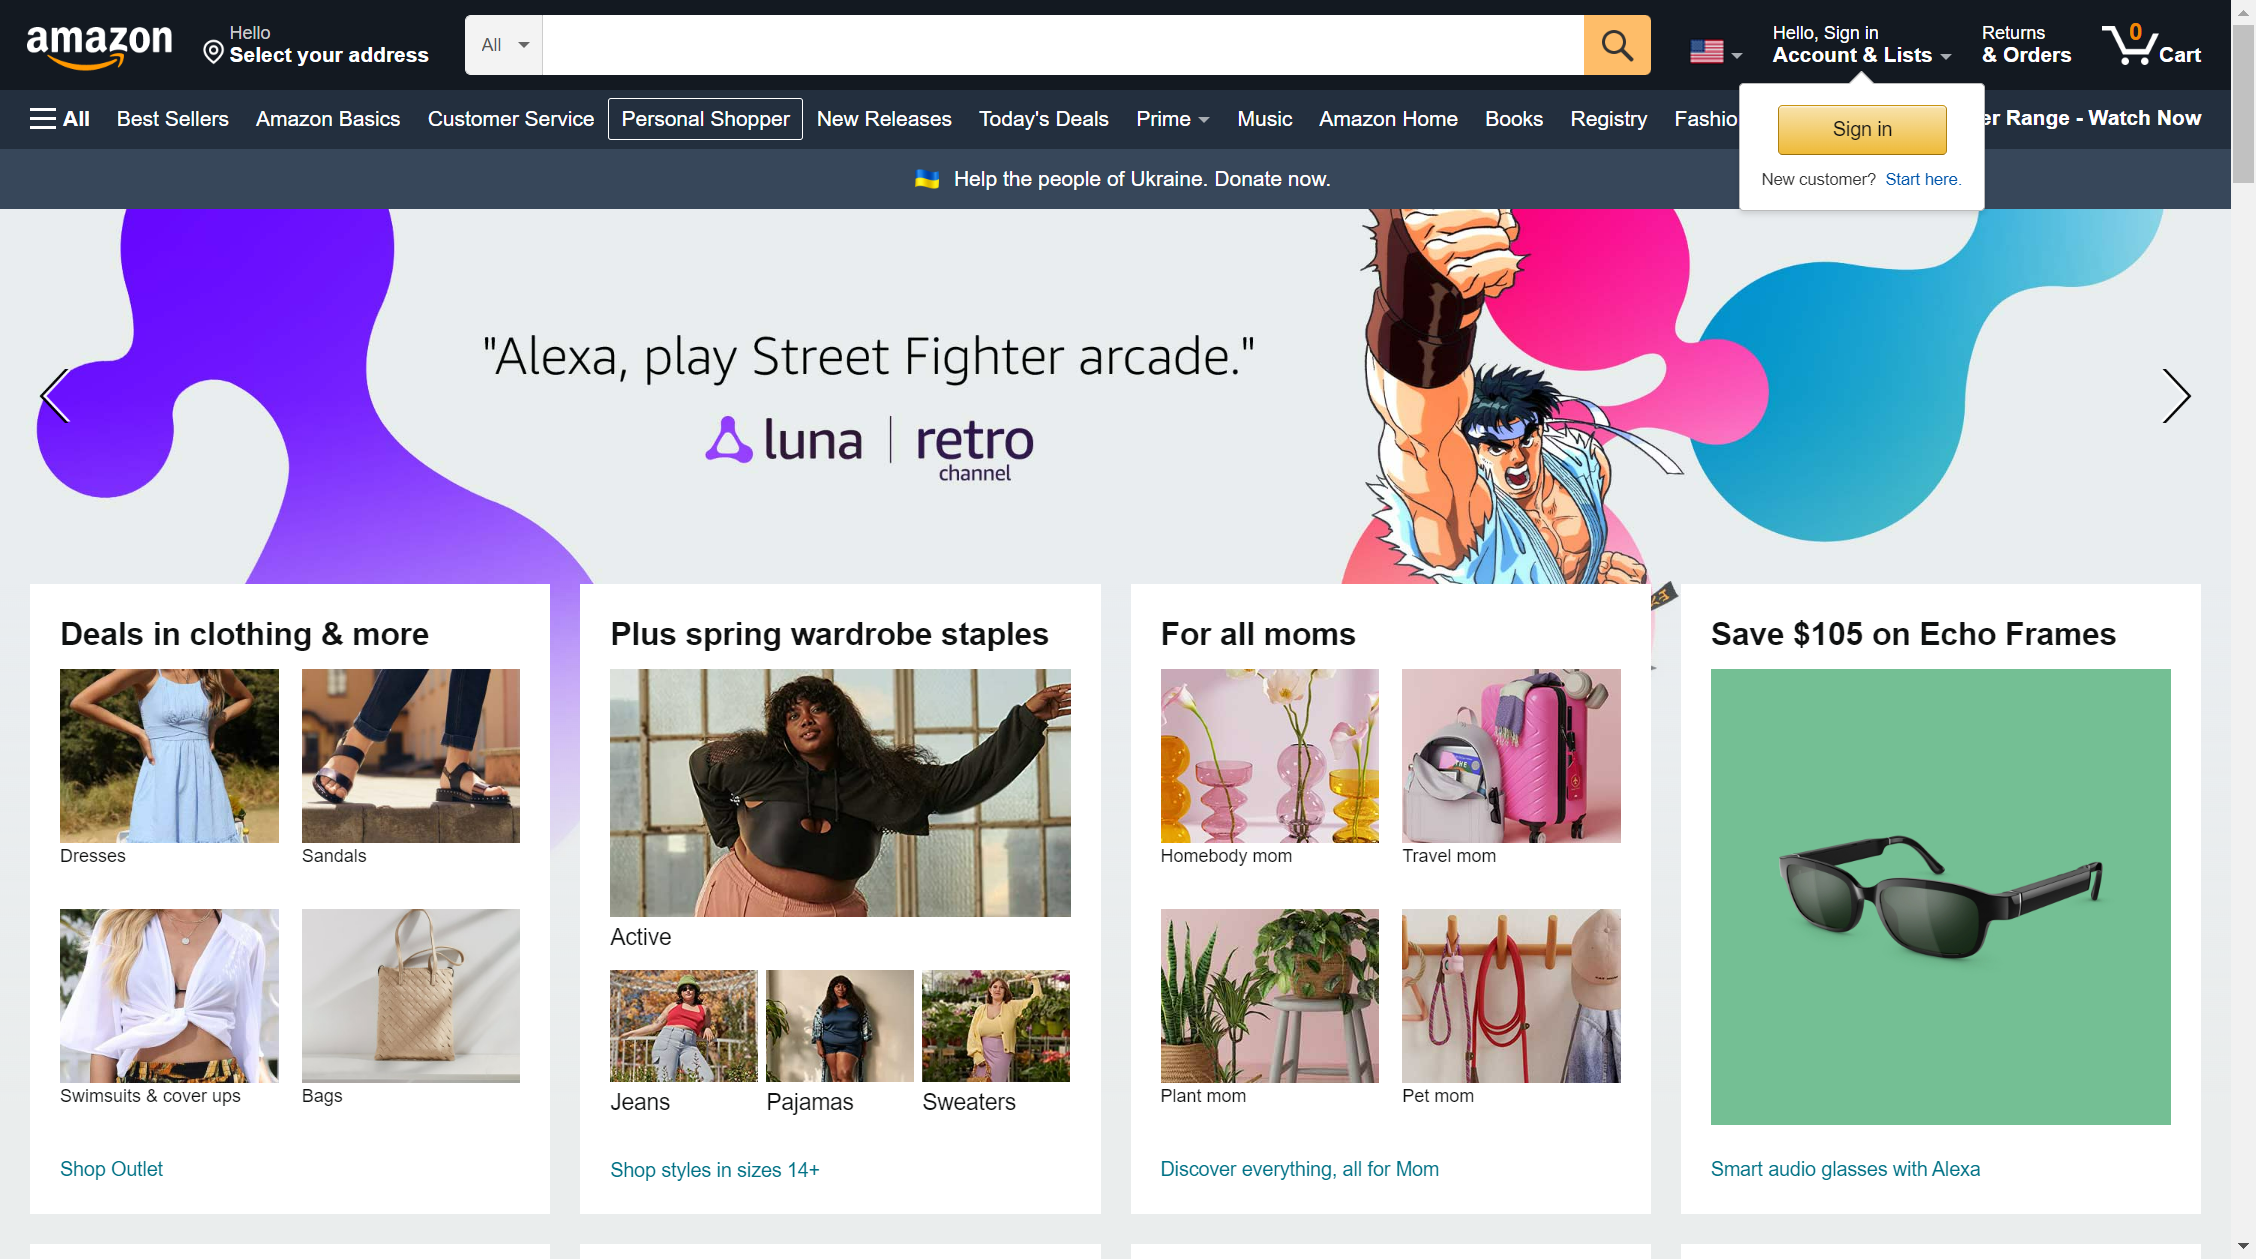 amazon
Hello
Select your address
All
Hello, Sign in
Account & Lists
Returns
& Orders
0
Cart
All
Best Sellers
Amazon Basics
Customer Service
Personal Shopper
New Releases
Today's Deals
Prime
Music
Amazon Home
Books
Registry
Fashio
er Range - Watch Now
Sign in
New customer? Start here.
Help the people of Ukraine. Donate now.
"Alexa, play Street Fighter arcade."
luna | retro
channel
Deals in clothing & more
Dresses
Sandals
Swimsuits & cover ups
Bags
Shop Outlet
Plus spring wardrobe staples
Active
Jeans
Pajamas
Sweaters
Shop styles in sizes 14+
For all moms
Homebody mom
Travel mom
Plant mom
Pet mom
Discover everything, all for Mom
Save $105 on Echo Frames
Smart audio glasses with Alexa